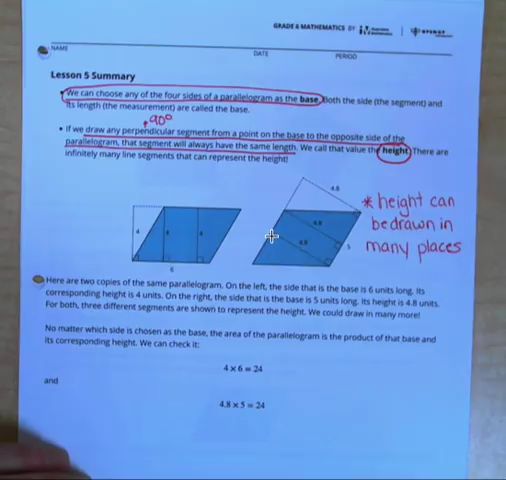 GRADE 6 MATHEMATICS BY
NAME
DATE
PERIOD
Lesson 5 Summary
• We can choose any of the four sides of a parallelogram as the base. Both the side (the segment) and
its length (the measurement) are called the base.
90°
• If we draw any perpendicular segment from a point on the base to the opposite side of the
parallelogram, that segment will always have the same length. We call that value the height. There are
infinitely many line segments that can represent the height!
4.8
* height can
be drawn in
many places
4 4 4
4.8
4.8
5
6
Here are two copies of the same parallelogram. On the left, the side that is the base is 6 units long. Its
corresponding height is 4 units. On the right, the side that is the base is 5 units long. Its height is 4.8 units.
For both, three different segments are shown to represent the height. We could draw in many more!
No matter which side is chosen as the base, the area of the parallelogram is the product of that base and
its corresponding height. We can check it:
4 × 6 = 24
and
4.8 × 5 = 24